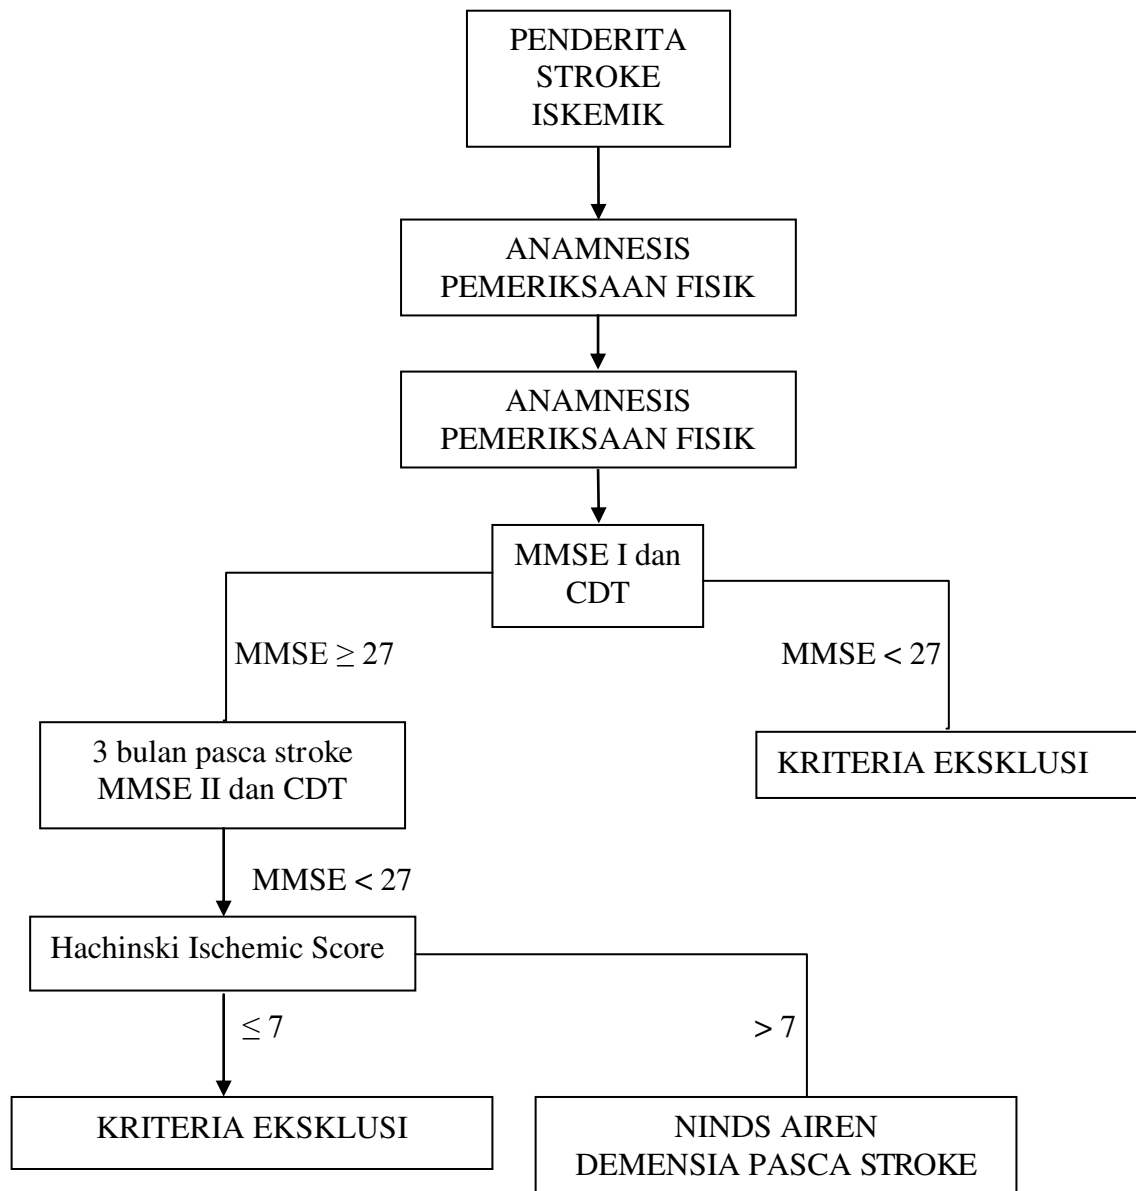 PENDERITA
STROKE
ISKEMIK
ANAMNESIS
PEMERIKSAAN FISIK
ANAMNESIS
PEMERIKSAAN FISIK
MMSE I dan
CDT
MMSE ≥ 27
MMSE < 27
3 bulan pasca stroke
MMSE II dan CDT
KRITERIA EKSKLUSI
MMSE < 27
Hachinski Ischemic Score
≤ 7
> 7
KRITERIA EKSKLUSI
NINDS AIREN
DEMENSIA PASCA STROKE